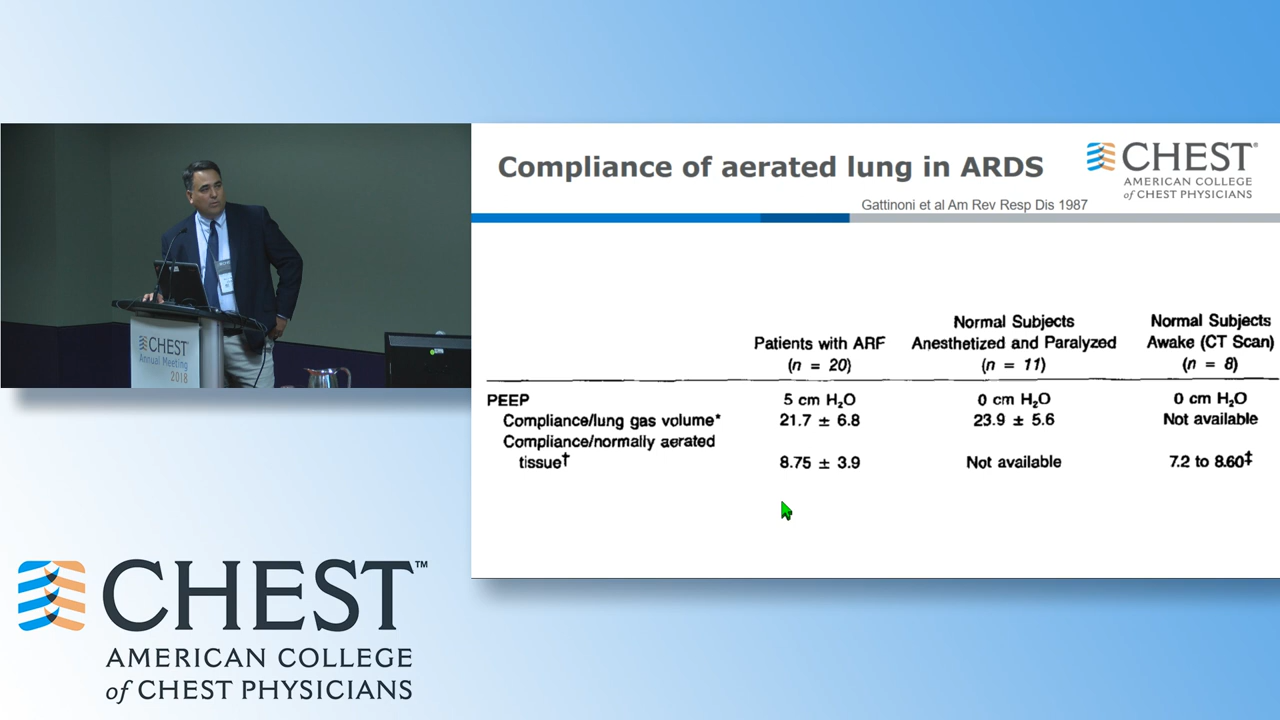 Compliance of aerated lung in ARDS
CHEST®
AMERICAN COLLEGE
of CHEST PHYSICIANS
Gattinoni et al Am Rev Resp Dis 1987
Patients with ARF
(n = 20)
Normal Subjects
Anesthetized and Paralyzed
(n = 11)
Normal Subjects
Awake (CT Scan)
(n = 8)
PEEP 5 cm H₂O 0 cm H₂O 0 cm H₂O
Compliance/lung gas volume* 21.7 ± 6.8 23.9 ± 5.6 Not available
Compliance/normally aerated
tissue† 8.75 ± 3.9 Not available 7.2 to 8.60‡
CHEST
Annual Meeting
2018
CHEST™
AMERICAN COLLEGE
of CHEST PHYSICIANS